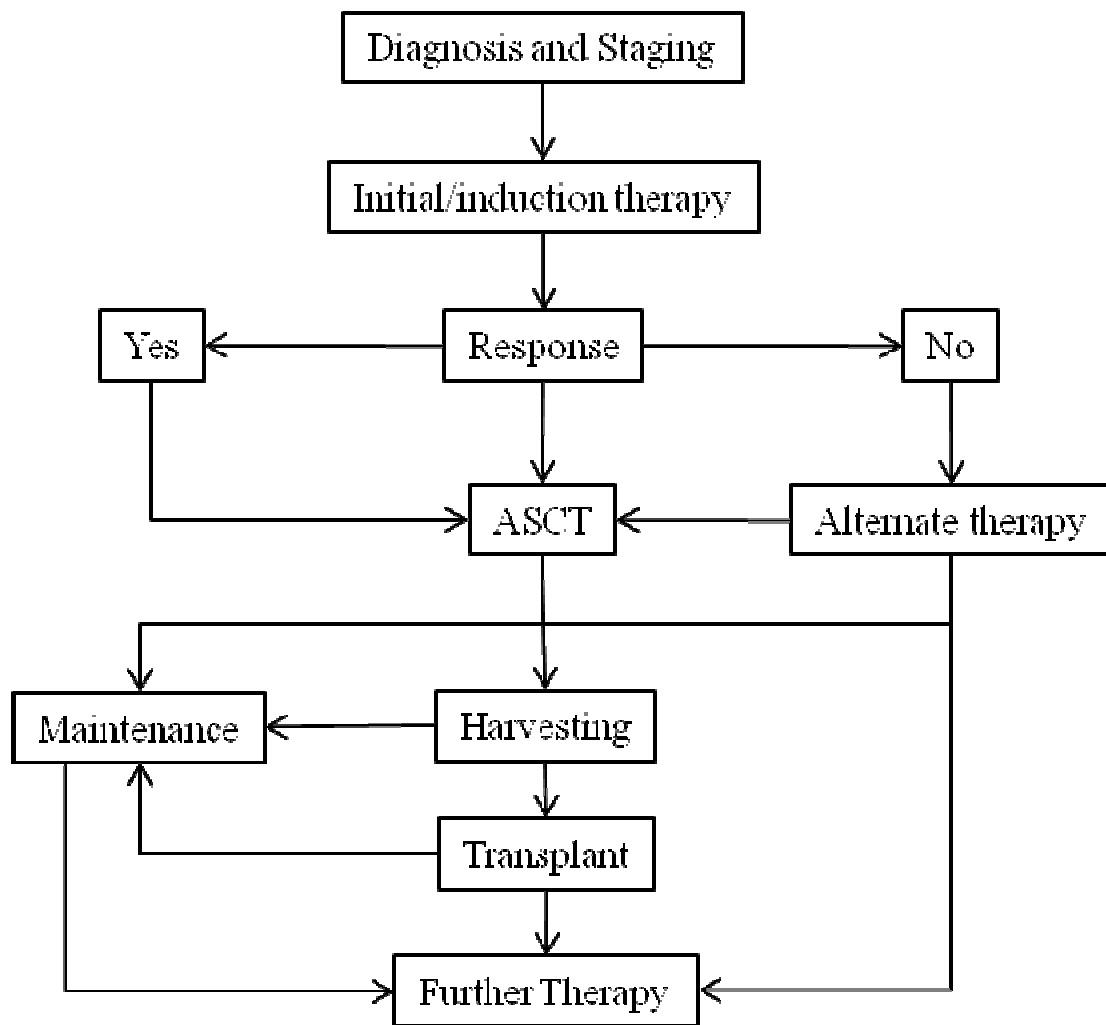 Diagnosis and Staging
Initial/induction therapy
Yes
Response
No
ASCT
Alternate therapy
Maintenance
Harvesting
Transplant
Further Therapy